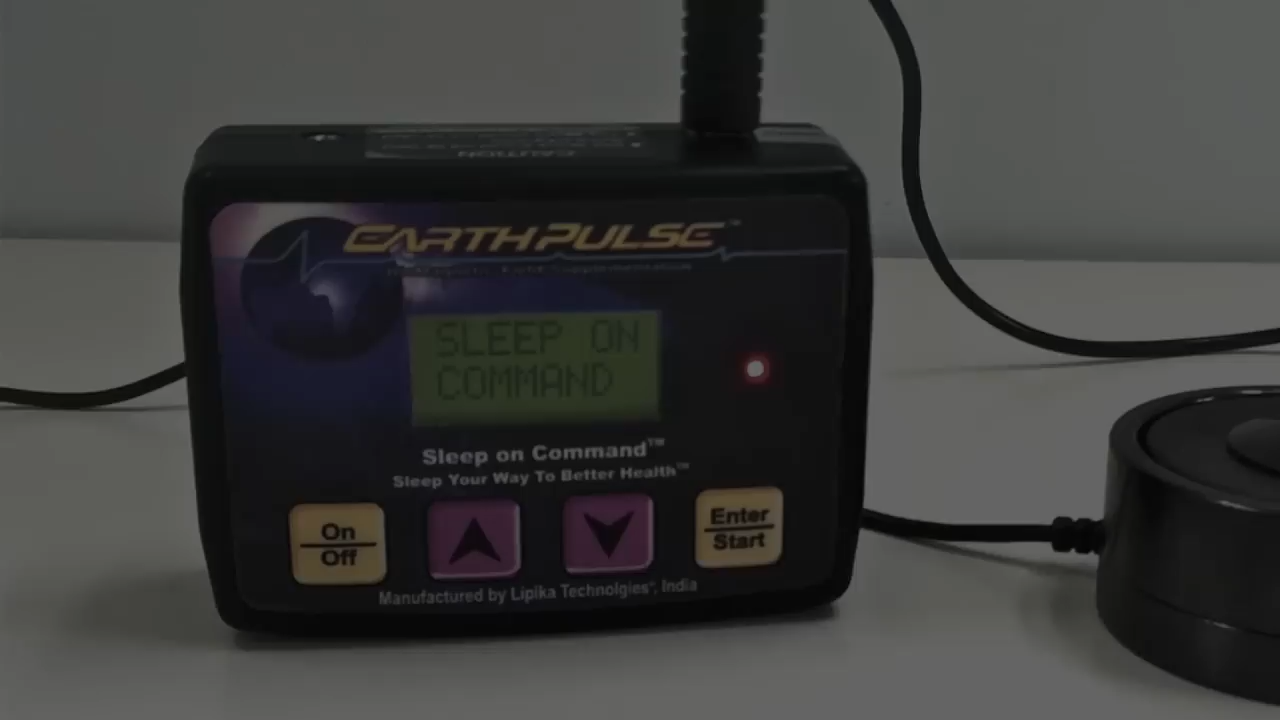 CAUTION
EARTHPULSE™
SLEEP ON
COMMAND
Sleep on Command™
Sleep Your Way To Better Health™
On
Off
Enter
Start
Manufactured by Lipika Technolgies', India